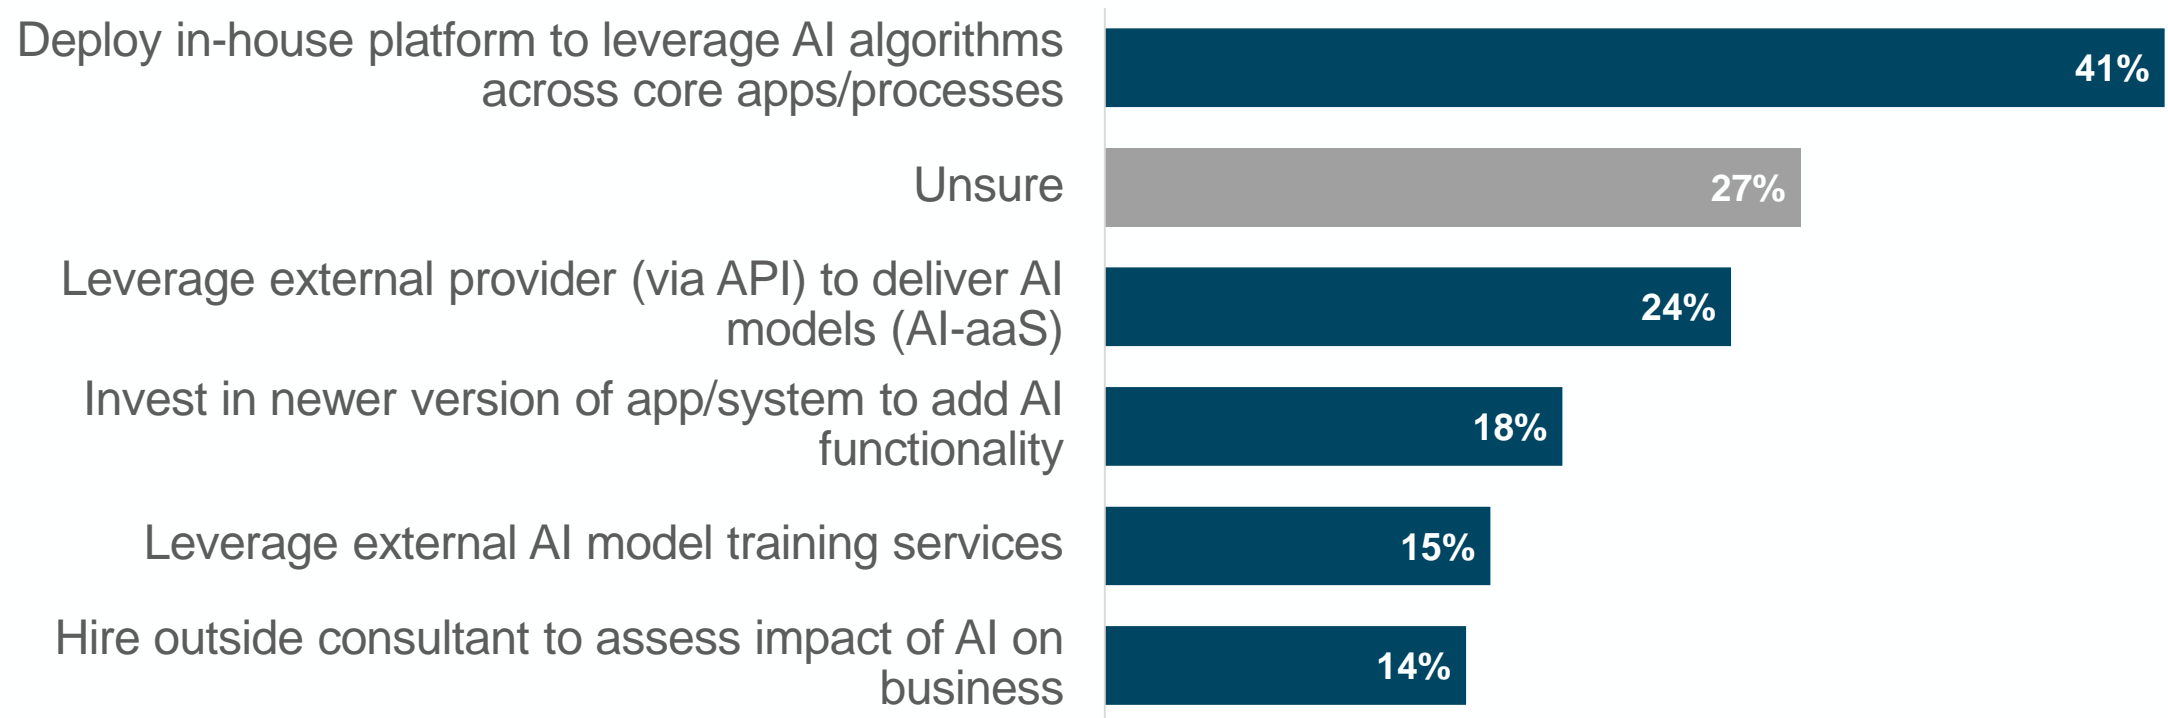 Deploy in-house platform to leverage AI algorithms
across core apps/processes
41%
Unsure
27%
Leverage external provider (via API) to deliver AI
models (AI-aaS)
24%
Invest in newer version of app/system to add AI
functionality
18%
Leverage external AI model training services
15%
Hire outside consultant to assess impact of AI on
business
14%